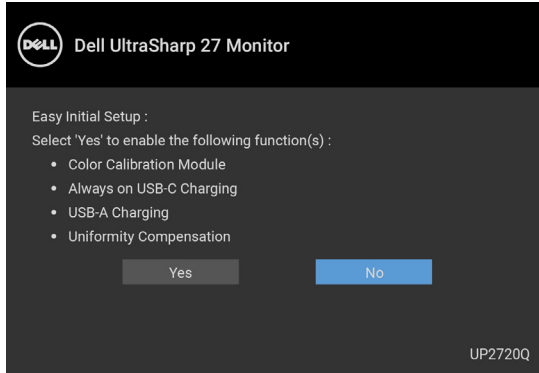 DELL
Dell UltraSharp 27 Monitor
Easy Initial Setup :
Select 'Yes' to enable the following function(s) :
• Color Calibration Module
• Always on USB-C Charging
• USB-A Charging
• Uniformity Compensation
Yes No
UP2720Q